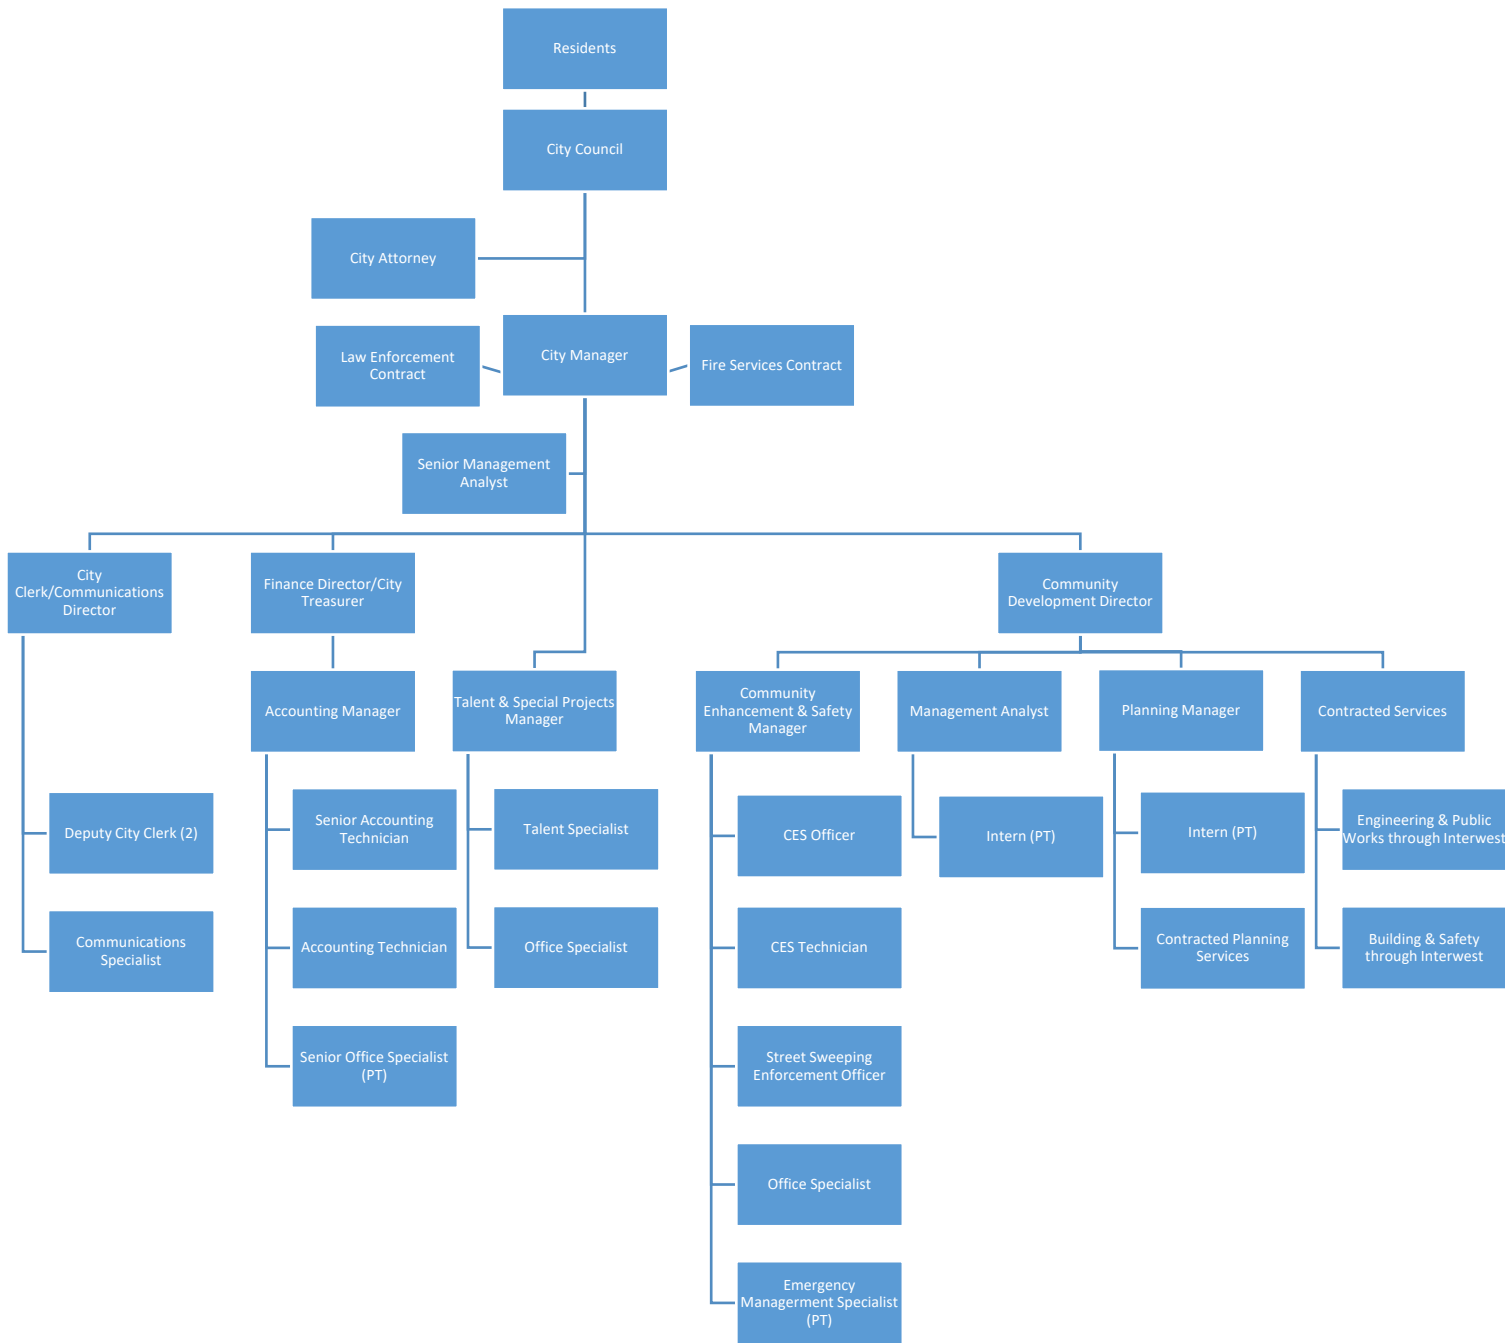 Residents
City Council
City Attorney
Law Enforcement
Contract
City Manager
Fire Services Contract
Senior Management
Analyst
City
Clerk/Communications
Director
Finance Director/City
Treasurer
Community
Development Director
Accounting Manager
Talent & Special Projects
Manager
Community
Enhancement & Safety
Manager
Management Analyst
Planning Manager
Contracted Services
Deputy City Clerk (2)
Communications
Specialist
Senior Accounting
Technician
Accounting Technician
Senior Office Specialist
(PT)
Talent Specialist
Office Specialist
CES Officer
CES Technician
Street Sweeping
Enforcement Officer
Office Specialist
Emergency
Managerment Specialist
(PT)
Intern (PT)
Intern (PT)
Contracted Planning
Services
Engineering & Public
Works through Interwest
Building & Safety
through Interwest